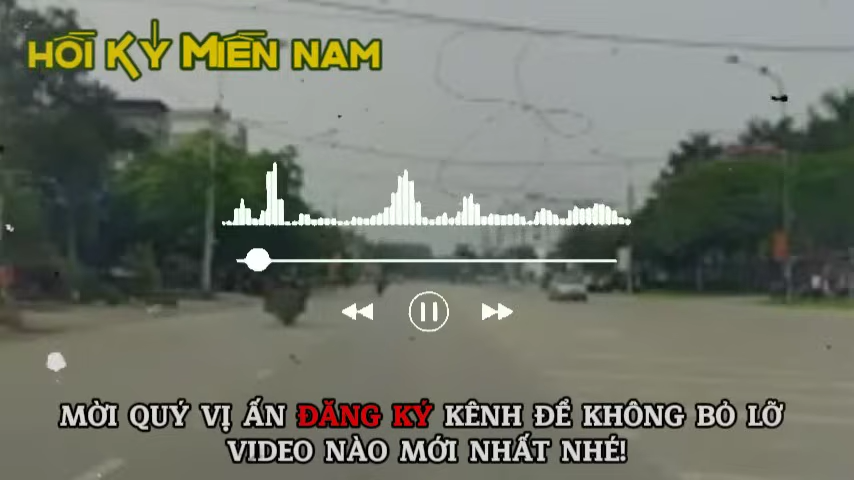 HỒI KÝ MIỀN NAM
MỜI QUÝ VỊ ẤN ĐĂNG KÝ KÊNH ĐỂ KHÔNG BỎ LỠ
VIDEO NÀO MỚI NHẤT NHÉ!